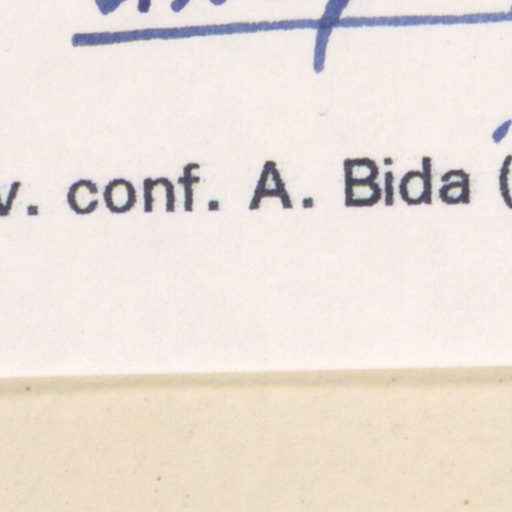 v. conf. A. Bida (